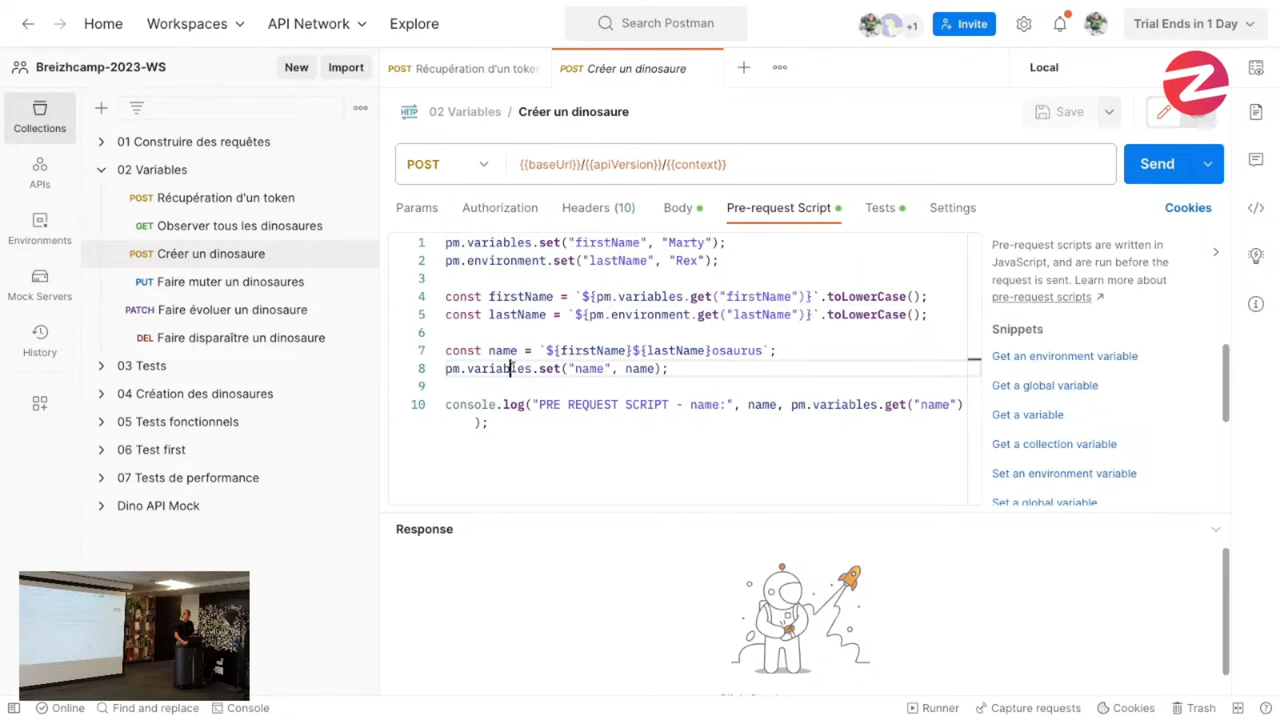 Home Workspaces API Network Explore Search Postman +1 Invite Trial Ends in 1 Day
Breizhcamp-2023-WS New Import
POST Récupération d'un token POST Créer un dinosaure Local
Z
Collections
APIs
Environments
Mock Servers
History
01 Construire des requêtes
02 Variables
POST Récupération d'un token
GET Observer tous les dinosaures
POST Créer un dinosaure
PUT Faire muter un dinosaures
PATCH Faire évoluer un dinosaure
DEL Faire disparaître un dinosaure
03 Tests
04 Création des dinosaures
05 Tests fonctionnels
06 Test first
07 Tests de performance
Dino API Mock
HTTP 02 Variables / Créer un dinosaure Save
POST {{baseUrl}}/{{apiVersion}}/{{context}} Send
Params Authorization Headers (10) Body Pre-request Script Tests Settings Cookies
1 pm.variables.set("firstName", "Marty");
2 pm.environment.set("lastName", "Rex");
3
4 const firstName = `${pm.variables.get("firstName")}`.toLowerCase();
5 const lastName = `${pm.environment.get("lastName")}`.toLowerCase();
6
7 const name = `${firstName}${lastName}osaurus`;
8 pm.variables.set("name", name);
9
10 console.log("PRE REQUEST SCRIPT - name:", name, pm.variables.get("name")
);
Pre-request scripts are written in
JavaScript, and are run before the
request is sent. Learn more about
pre-request scripts
Snippets
Get an environment variable
Get a global variable
Get a variable
Get a collection variable
Set an environment variable
Set a global variable
Response
Online Find and replace Console Runner Capture requests Cookies Trash